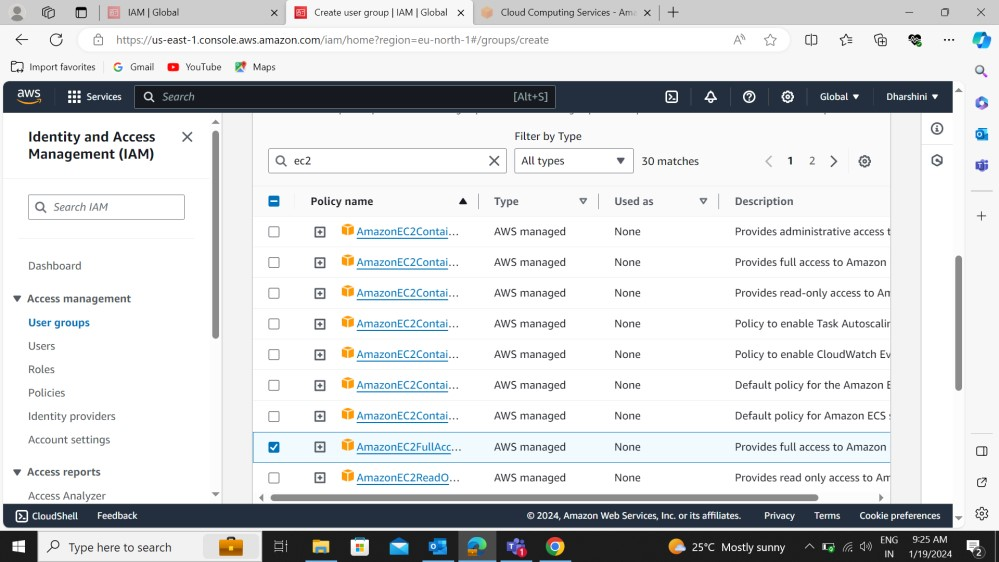 IAM | Global
Create user group | IAM | Global
Cloud Computing Services - Ama
https://us-east-1.console.aws.amazon.com/iam/home?region=eu-north-1#/groups/create
Import favorites
Gmail
YouTube
Maps
aws
Services
Search
[Alt+S]
Global
Dharshini
Identity and Access
Management (IAM)
Search IAM
Dashboard
Access management
User groups
Users
Roles
Policies
Identity providers
Account settings
Access reports
Access Analyzer
Filter by Type
ec2
All types
30 matches
1 2
Policy name Type Used as Description
AmazonEC2Contai... AWS managed None Provides administrative access t
AmazonEC2Contai... AWS managed None Provides full access to Amazon
AmazonEC2Contai... AWS managed None Provides read-only access to Am
AmazonEC2Contai... AWS managed None Policy to enable Task Autoscalin
AmazonEC2Contai... AWS managed None Policy to enable CloudWatch Ev
AmazonEC2Contai... AWS managed None Default policy for the Amazon E
AmazonEC2Contai... AWS managed None Default policy for Amazon ECS s
AmazonEC2FullAcc... AWS managed None Provides full access to Amazon
AmazonEC2ReadO... AWS managed None Provides read only access to Am
CloudShell
Feedback
© 2024, Amazon Web Services, Inc. or its affiliates.
Privacy
Terms
Cookie preferences
Type here to search
25°C Mostly sunny
ENG
IN
9:25 AM
1/19/2024
2